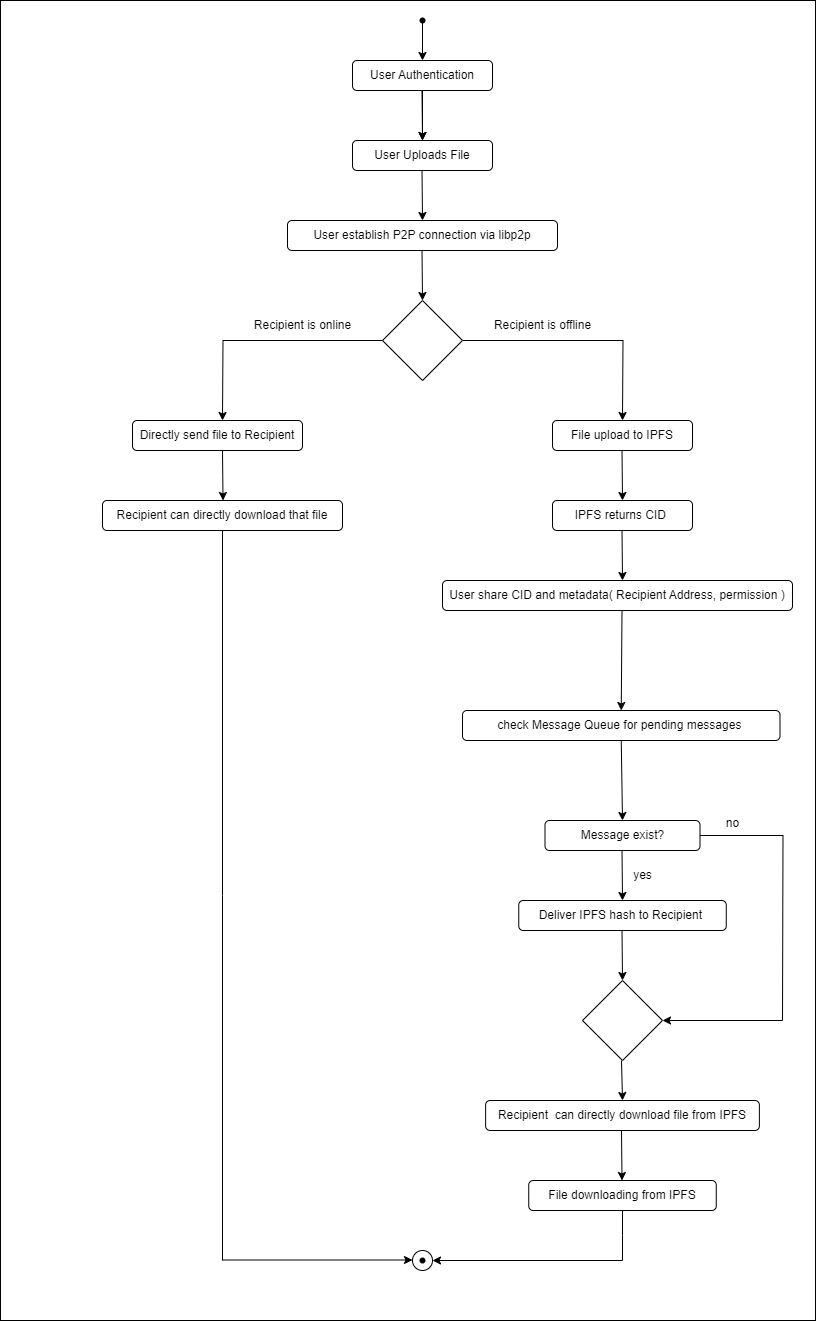 User Authentication
User Uploads File
User establish P2P connection via libp2p
Recipient is online
Recipient is offline
Directly send file to Recipient
File upload to IPFS
Recipient can directly download that file
IPFS returns CID
User share CID and metadata( Recipient Address, permission )
check Message Queue for pending messages
no
Message exist?
yes
Deliver IPFS hash to Recipient
Recipient  can directly download file from IPFS
File downloading from IPFS